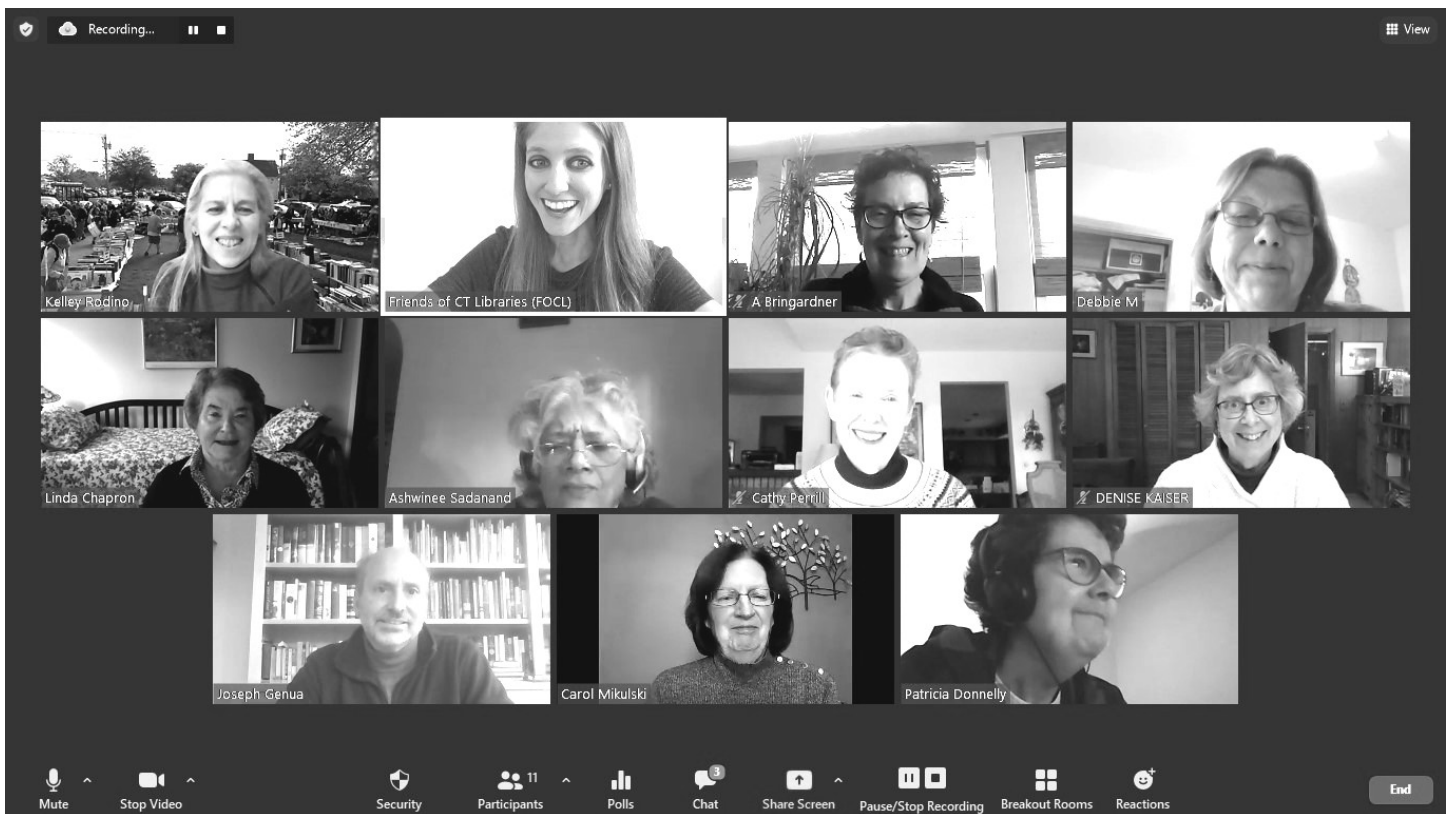 Recording...
View
Kelley Rodino
Friends of CT Libraries (FOCL)
A Bringardner
Debbie M
Linda Chapron
Ashwinee Sadanand
Cathy Perrill
DENISE KAISER
Joseph Genua
Carol Mikulski
Patricia Donnelly
Mute
Stop Video
Security
11
Participants
Polls
3
Chat
Share Screen
Pause/Stop Recording
Breakout Rooms
Reactions
End